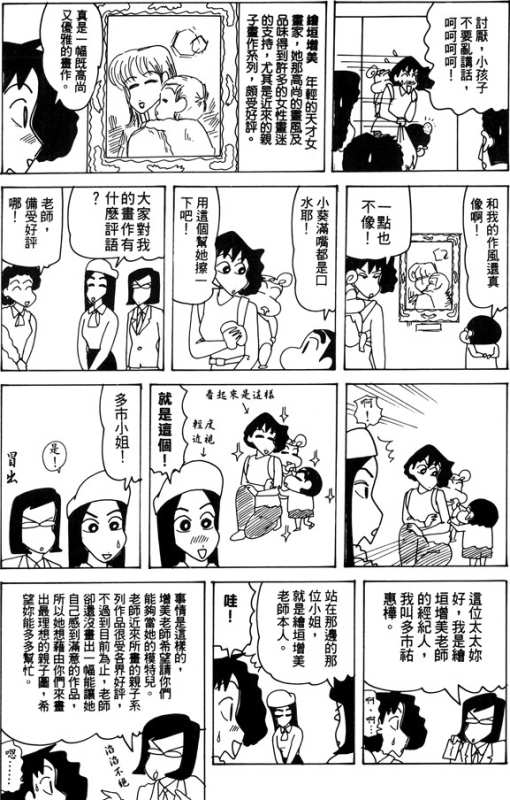 討厭，小孩子
不要亂講話，
呵呵呵呵！
繪垣增美　年輕的天才女
畫家，她那高尚的畫風及
品味得到許多的女性畫迷
的支持，尤其是近來的親
子畫作系列，頗受好評。
真是一幅既高尚
又優雅的畫作。
和我的作風還真
像啊！
一點也
不像！
小葵滿嘴都是口
水耶！
用這個幫她擦一
下吧！
大家對我
的畫作有
什麼評語
？
老師，
備受好評
哪！
啊！
看起來是這樣
輕度
近視
就是這個！
多市小姐！
是！
冒出
這位太太妳
好，我是繪
垣增美老師
的經紀人，
我叫多市祐
惠樺。
啊…啊…
站在那邊的那
位小姐，
就是繪垣增美
老師本人。
哇！
事情是這樣的，
增美老師希望請你們
能夠當她的模特兒。
老師近來所畫的親子系
列作品很受各界好評，
不過到目前為止，老師
卻還沒畫出一幅能讓她
自己感到滿意的作品，
所以她想藉由你們來畫
出最理想的親子圖，希
望妳能多多幫忙。
滔滔不絕
嗯……